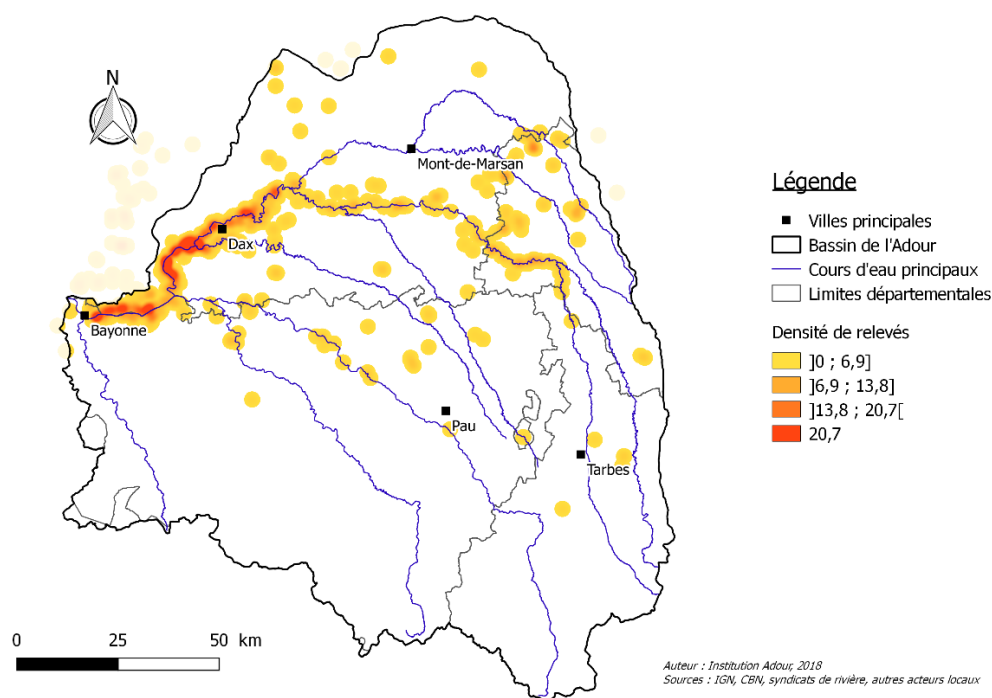 N
Mont-de-Marsan
Dax
Bayonne
Pau
Tarbes
Légende
Villes principales
Bassin de l'Adour
Cours d'eau principaux
Limites départementales
Densité de relevés
]0 ; 6,9]
]6,9 ; 13,8]
]13,8 ; 20,7[
20,7
0 25 50 km
Auteur : Institution Adour, 2018
Sources : IGN, CBN, syndicats de rivière, autres acteurs locaux